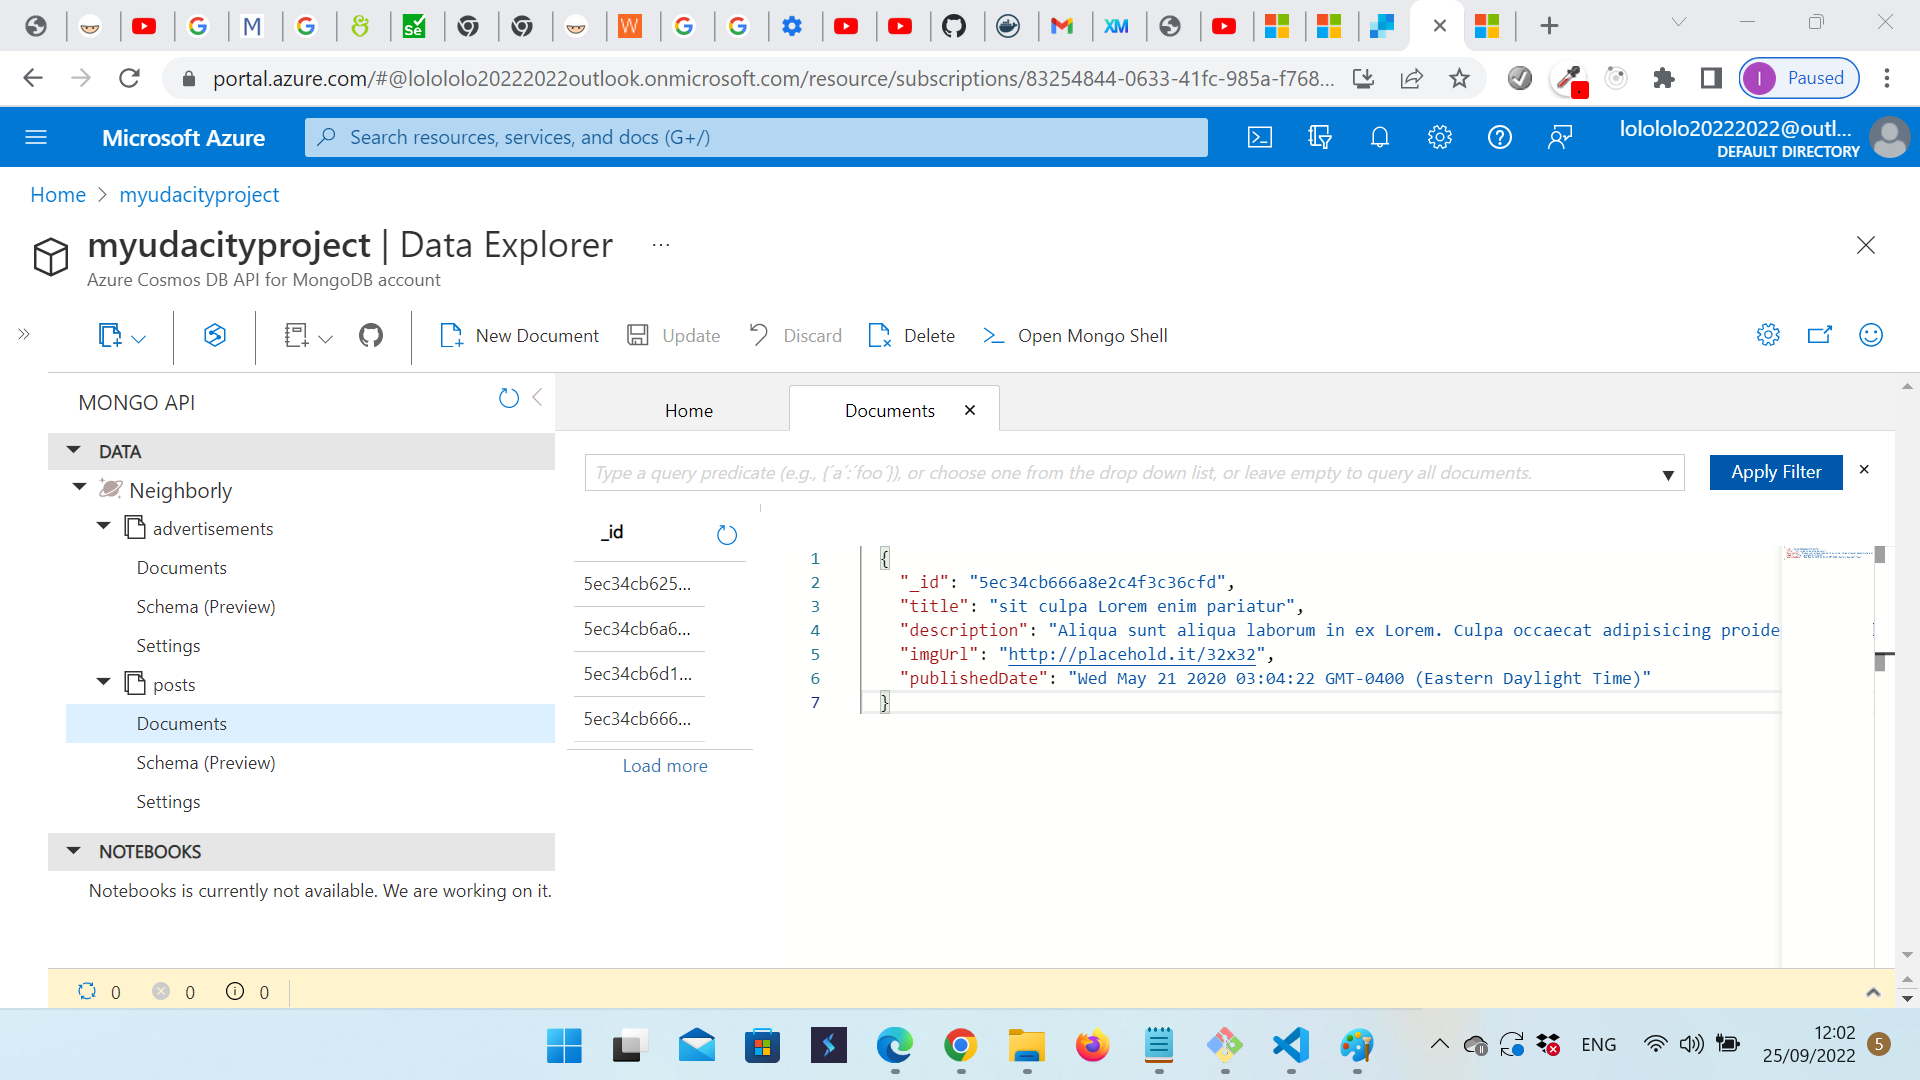 portal.azure.com/#@lolololo20222022outlook.onmicrosoft.com/resource/subscriptions/83254844-0633-41fc-985a-f768...
Paused
Microsoft Azure
Search resources, services, and docs (G+/)
lolololo20222022@outl...
DEFAULT DIRECTORY
Home > myudacityproject
myudacityproject | Data Explorer ...
Azure Cosmos DB API for MongoDB account
New Document Update Discard Delete Open Mongo Shell
MONGO API
Home Documents
DATA
Type a query predicate (e.g., {´a´:´foo´}), or choose one from the drop down list, or leave empty to query all documents. Apply Filter
Neighborly
advertisements
Documents
Schema (Preview)
Settings
posts
Documents
Schema (Preview)
Settings
NOTEBOOKS
Notebooks is currently not available. We are working on it.
_id
5ec34cb625...
5ec34cb6a6...
5ec34cb6d1...
5ec34cb666...
Load more
1 {
2 "_id": "5ec34cb666a8e2c4f3c36cfd",
3 "title": "sit culpa Lorem enim pariatur",
4 "description": "Aliqua sunt aliqua laborum in ex Lorem. Culpa occaecat adipisicing proide
5 "imgUrl": "http://placehold.it/32x32",
6 "publishedDate": "Wed May 21 2020 03:04:22 GMT-0400 (Eastern Daylight Time)"
7 }
0 0 0
ENG
12:02
25/09/2022
5